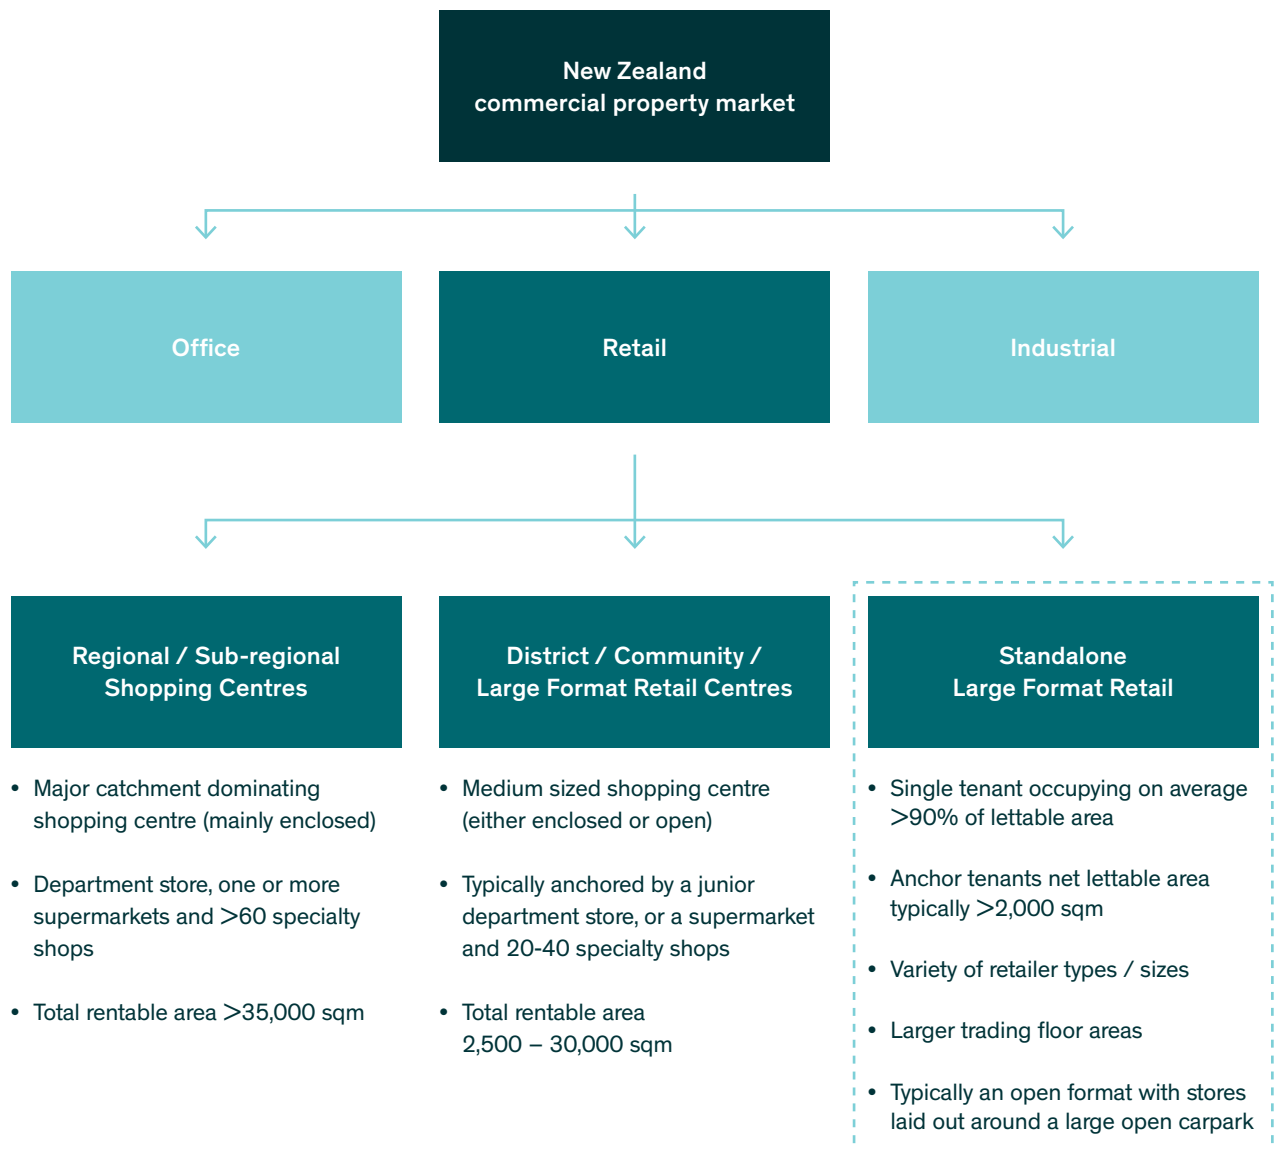 New Zealand
commercial property market
Office
Retail
Industrial
Regional / Sub-regional
Shopping Centres
• Major catchment dominating
shopping centre (mainly enclosed)
• Department store, one or more
supermarkets and >60 specialty
shops
• Total rentable area >35,000 sqm
District / Community /
Large Format Retail Centres
• Medium sized shopping centre
(either enclosed or open)
• Typically anchored by a junior
department store, or a supermarket
and 20-40 specialty shops
• Total rentable area
2,500 – 30,000 sqm
Standalone
Large Format Retail
• Single tenant occupying on average
>90% of lettable area
• Anchor tenants net lettable area
typically >2,000 sqm
• Variety of retailer types / sizes
• Larger trading floor areas
• Typically an open format with stores
laid out around a large open carpark